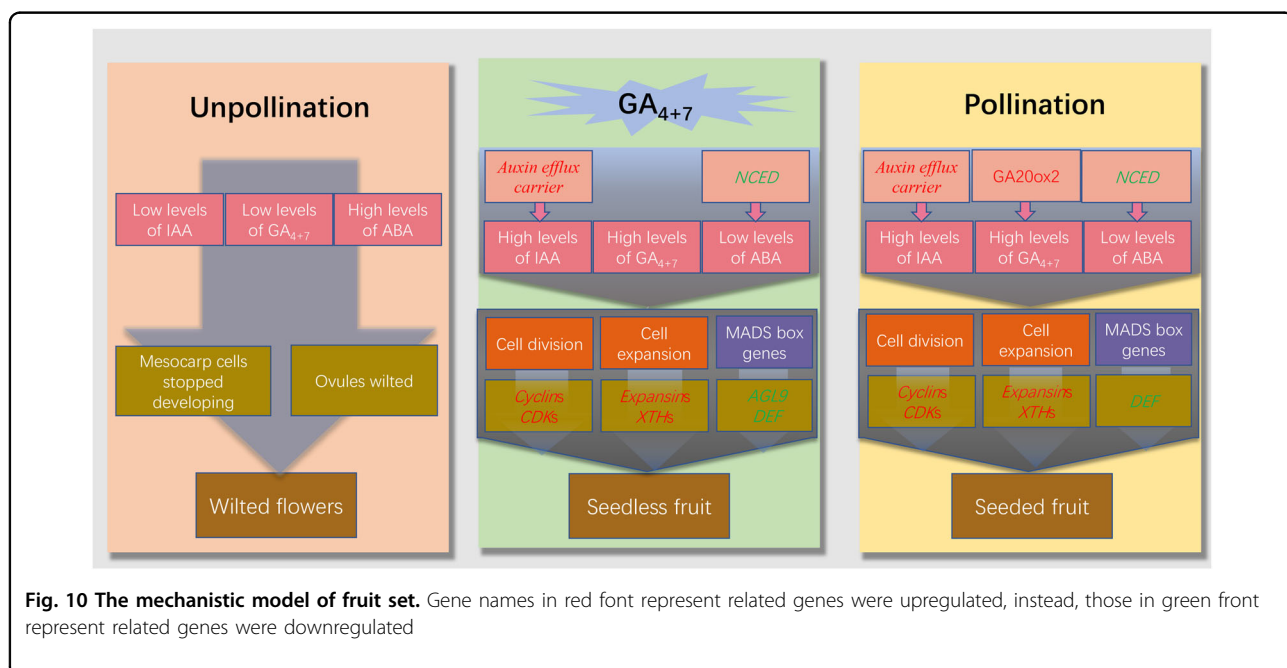 Unpollination
Low levels
of IAA
Low levels
of GA4+7
High levels
of ABA
Mesocarp cells
stopped
developing
Ovules wilted
Wilted flowers
GA4+7
Auxin efflux
carrier
NCED
High levels
of IAA
High levels
of GA4+7
Low levels
of ABA
Cell division
Cell
expansion
MADS box
genes
Cyclins
CDKs
Expansins
XTHs
AGL9
DEF
Seedless fruit
Pollination
Auxin efflux
carrier
GA20ox2
NCED
High levels
of IAA
High levels
of GA4+7
Low levels
of ABA
Cell division
Cell
expansion
MADS box
genes
Cyclins
CDKs
Expansins
XTHs
DEF
Seeded fruit
Fig. 10 The mechanistic model of fruit set. Gene names in red font represent related genes were upregulated, instead, those in green front
represent related genes were downregulated